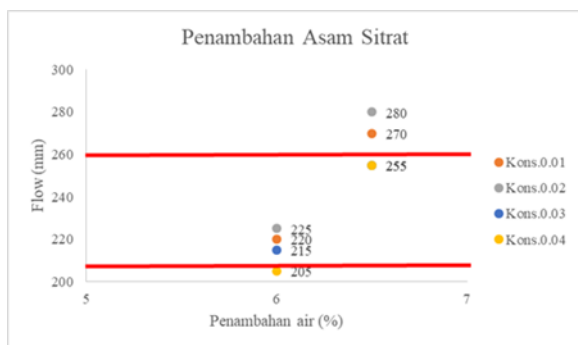 Penambahan Asam Sitrat
300
280
260
240
220
200
Flow (mm)
280
270
255
225
220
215
205
5
6
7
Penambahan air (%)
Kons.0.01
Kons.0.02
Kons.0.03
Kons.0.04